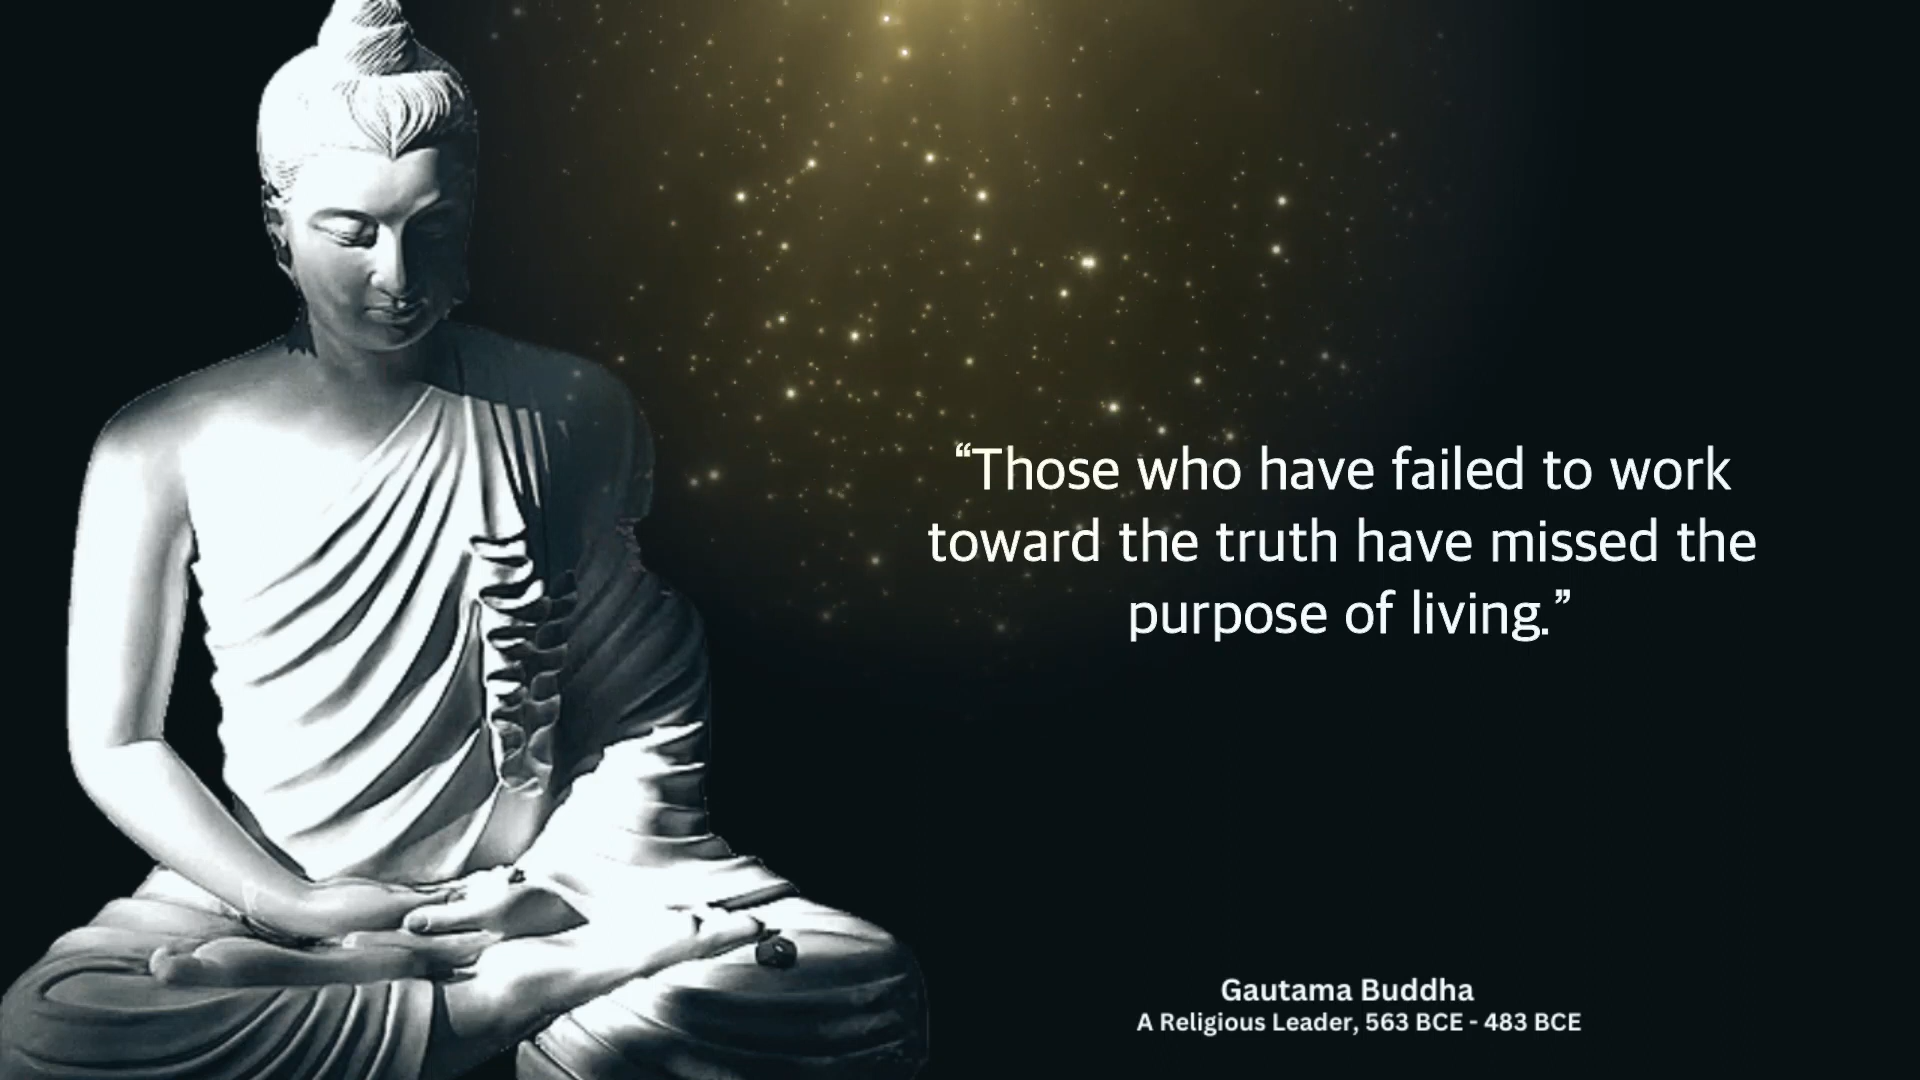 “Those who have failed to work
toward the truth have missed the
purpose of living.”
Gautama Buddha
A Religious Leader, 563 BCE - 483 BCE